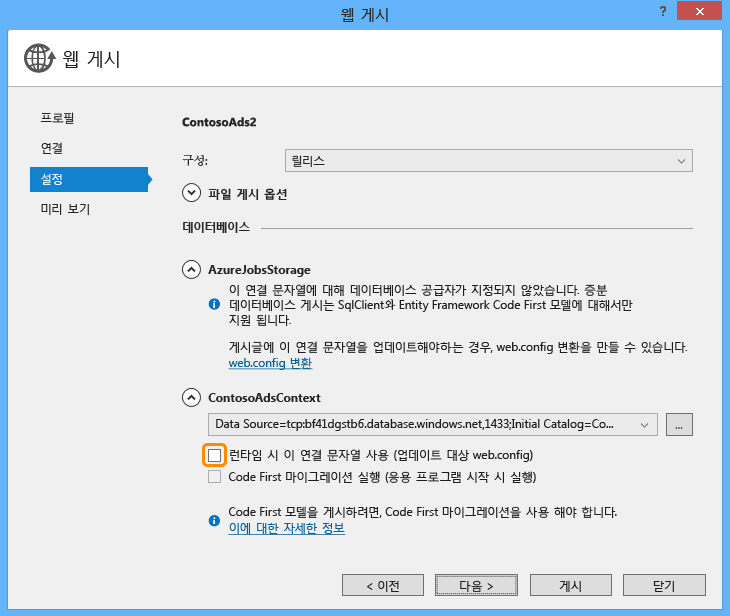 웹 게시
?
웹 게시
프로필
연결
설정
미리 보기
ContosoAds2
구성:
릴리스
파일 게시 옵션
데이터베이스
AzureJobsStorage
이 연결 문자열에 대해 데이터베이스 공급자가 지정되지 않았습니다. 증분
데이터베이스 게시는 SqlClient와 Entity Framework Code First 모델에 대해서만
지원 됩니다.
게시글에 이 연결 문자열을 업데이트해야하는 경우, web.config 변환을 만들 수 있습니다.
web.config 변환
ContosoAdsContext
Data Source=tcp:bf41dgstb6.database.windows.net,1433;Initial Catalog=Co...
...
런타임 시 이 연결 문자열 사용 (업데이트 대상 web.config)
Code First 마이그레이션 실행 (응용 프로그램 시작 시 실행)
Code First 모델을 게시하려면, Code First 마이그레이션을 사용 해야 합니다.
이에 대한 자세한 정보
< 이전
다음 >
게시
닫기